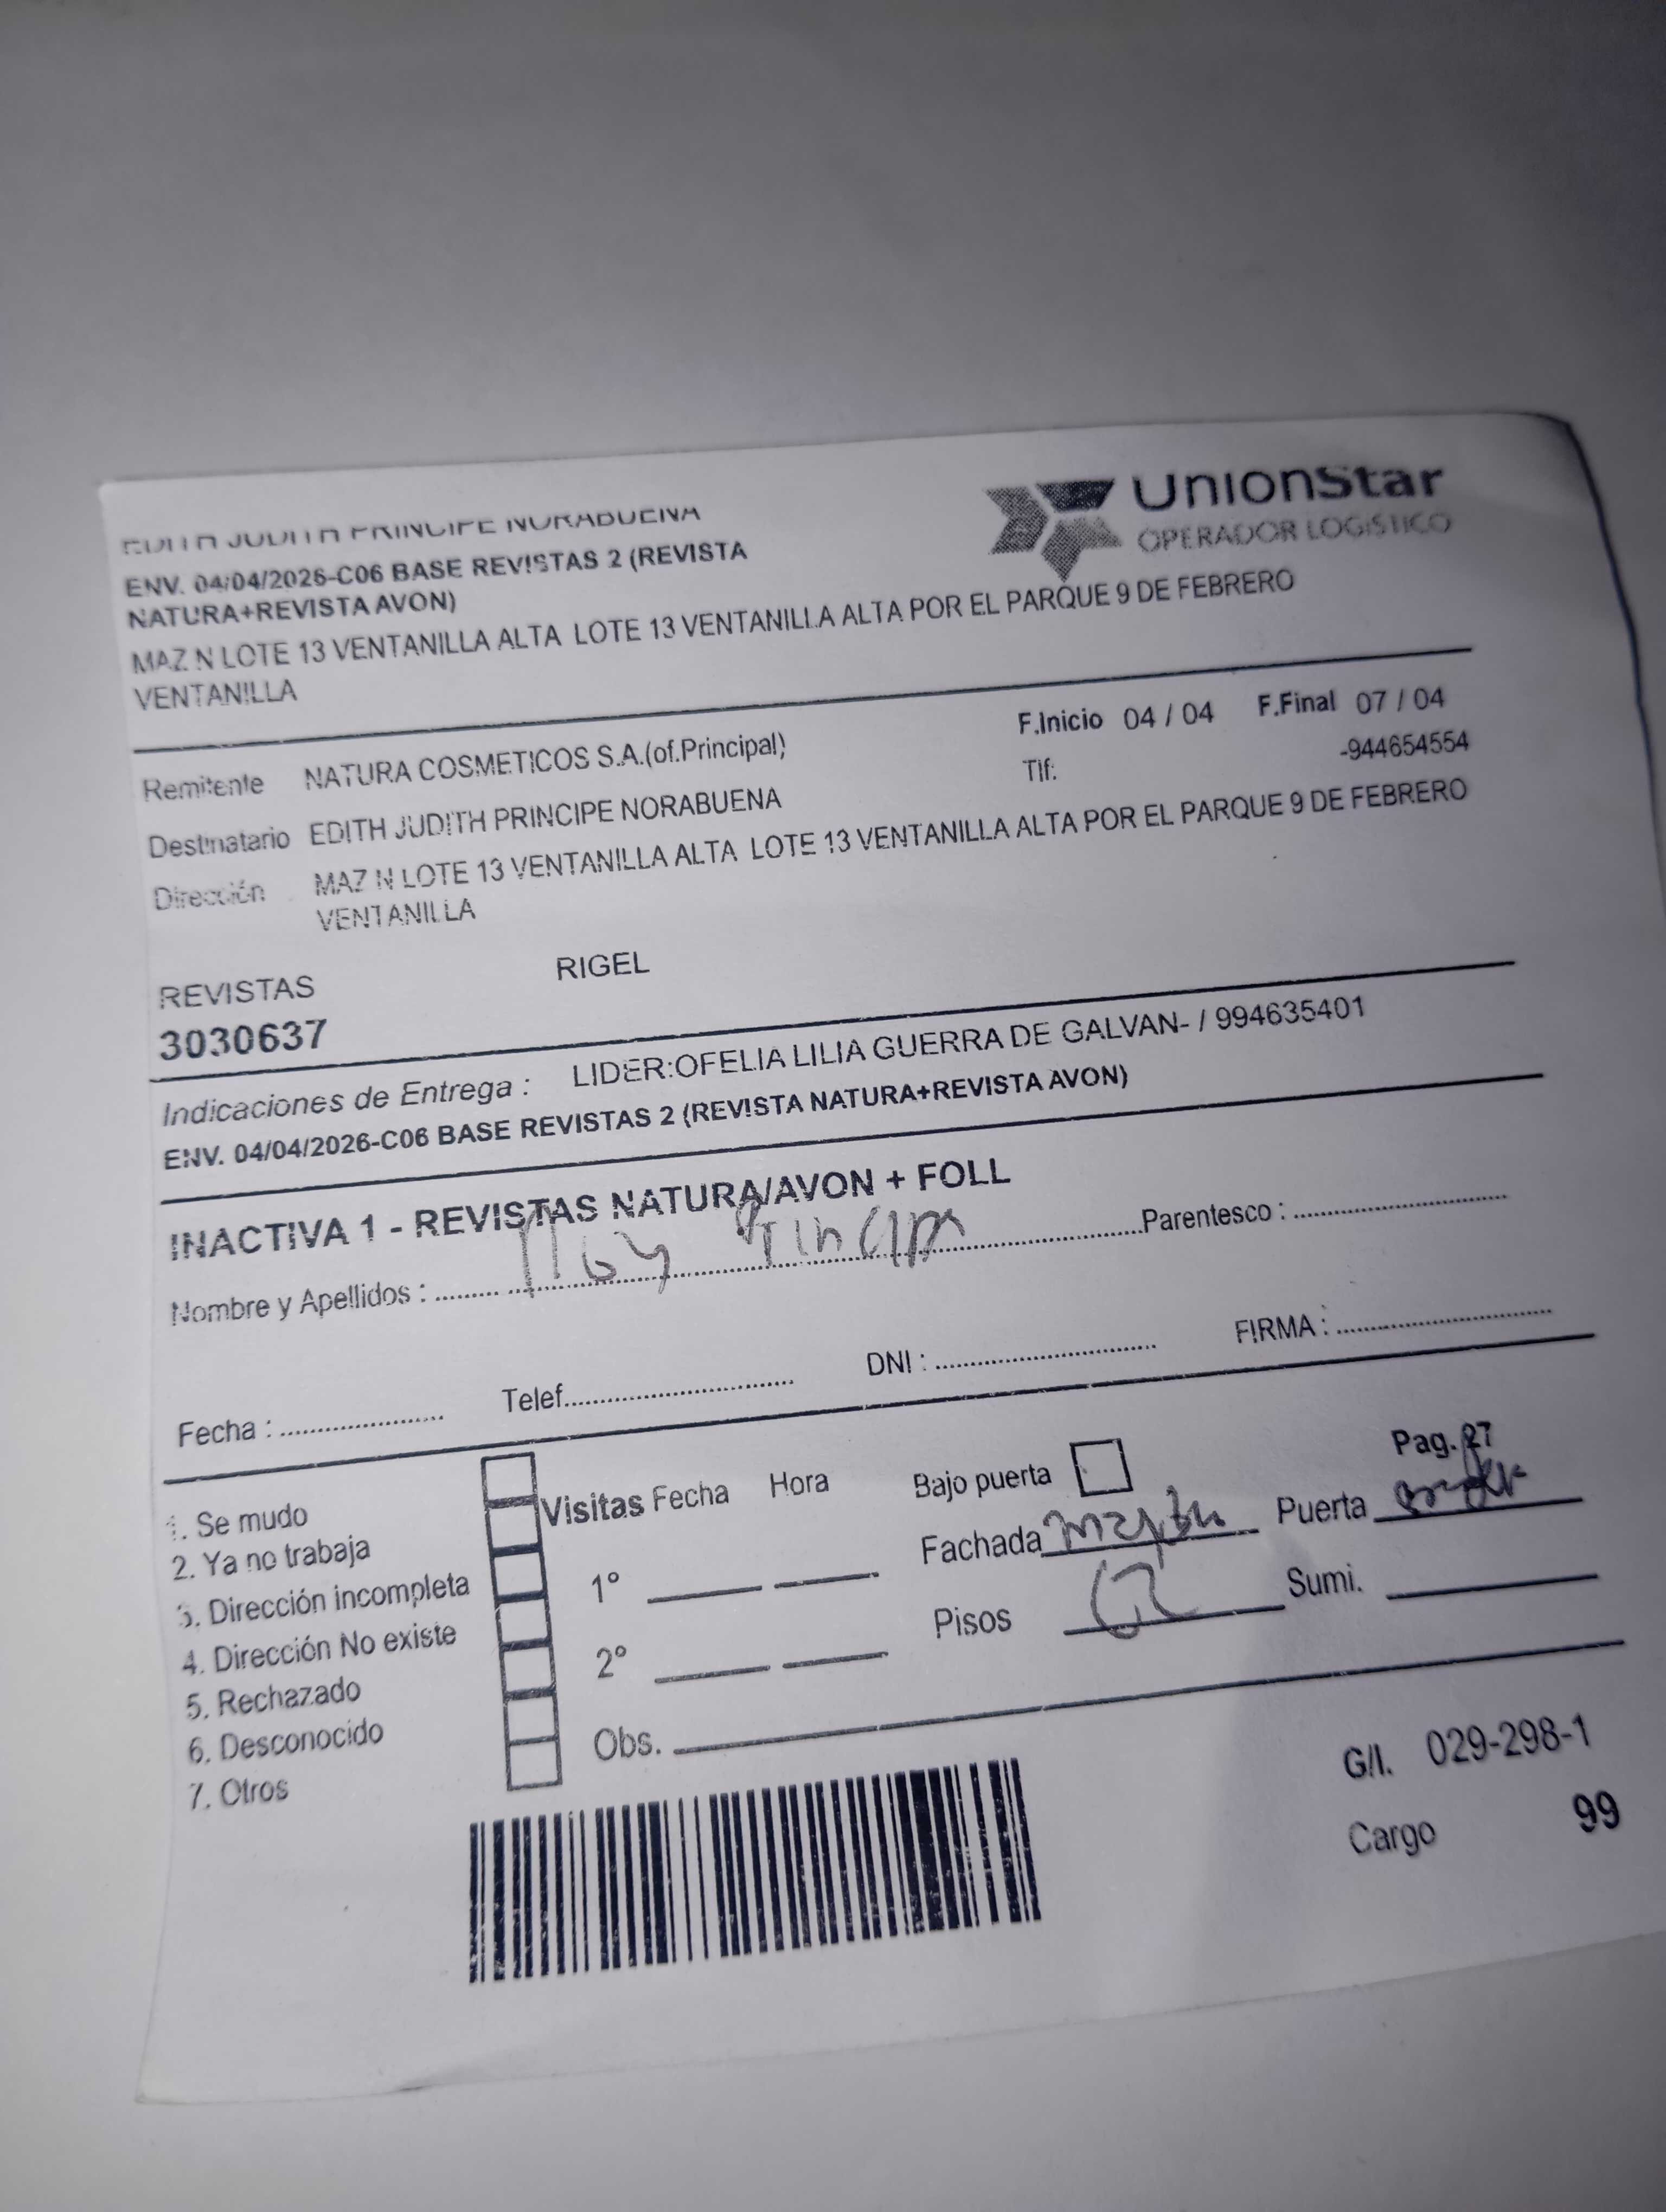 EDITH JUDITH PRINCIPE NORABUENA
UnionStar
OPERADOR LOGISTICO
ENV. 04/04/2026-C06 BASE REVISTAS 2 (REVISTA
NATURA+REVISTA AVON)
MAZ N LOTE 13 VENTANILLA ALTA LOTE 13 VENTANILLA ALTA POR EL PARQUE 9 DE FEBRERO
VENTANILLA
Remitente NATURA COSMETICOS S.A.(of.Principal) F.Inicio 04 / 04 F.Final 07 / 04
Destinatario EDITH JUDITH PRINCIPE NORABUENA Tlf: -944654554
Dirección MAZ N LOTE 13 VENTANILLA ALTA LOTE 13 VENTANILLA ALTA POR EL PARQUE 9 DE FEBRERO
VENTANILLA
REVISTAS RIGEL
3030637
Indicaciones de Entrega : LIDER:OFELIA LILIA GUERRA DE GALVAN- / 994635401
ENV. 04/04/2026-C06 BASE REVISTAS 2 (REVISTA NATURA+REVISTA AVON)
INACTIVA 1 - REVISTAS NATURA/AVON + FOLL
Nombre y Apellidos : Parentesco :
Fecha : Telef. DNI : FIRMA :
1. Se mudo
2. Ya no trabaja
3. Dirección incompleta
4. Dirección No existe
5. Rechazado
6. Desconocido
7. Otros
Visitas Fecha Hora
1°
2°
Obs.
Bajo puerta
Pag. 27
Fachada Puerta
Pisos Sumi.
G/I. 029-298-1
Cargo 99